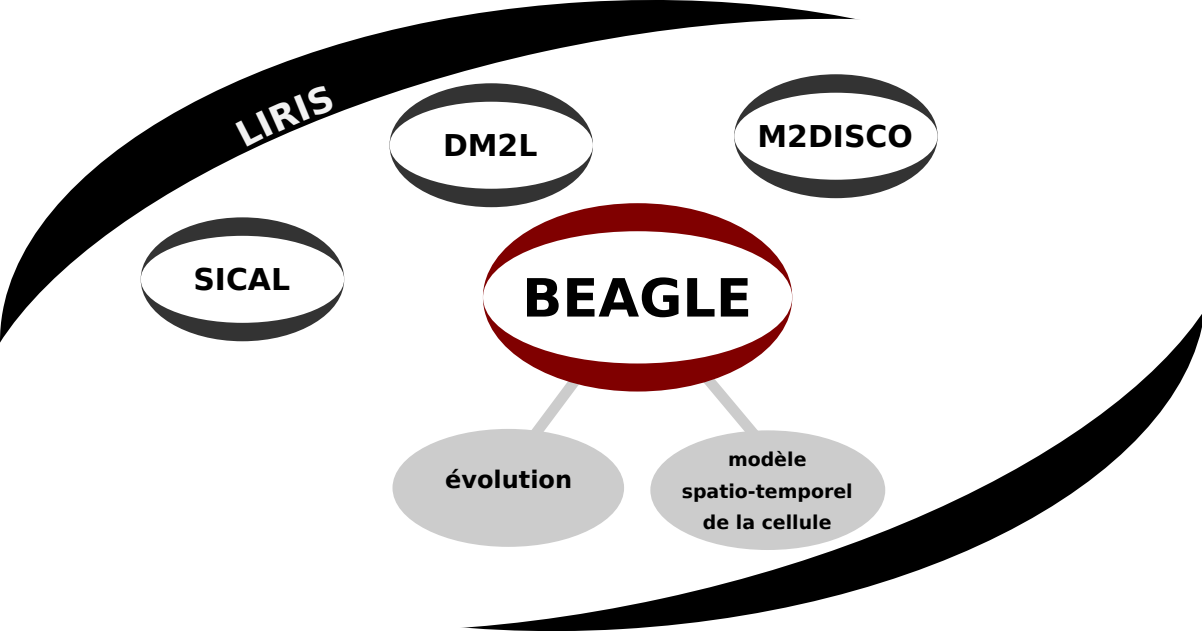 LIRIS
DM2L
M2DISCO
SICAL
BEAGLE
évolution
modèle
spatio-temporel
de la cellule